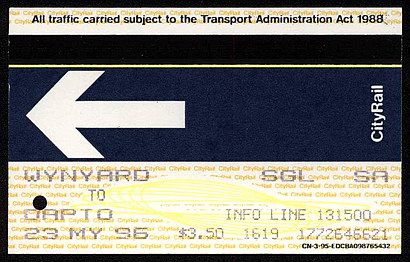 All traffic carried subject to the Transport Administration Act 1988
CityRail
WYNYARD SGL SA
TO
DAPTO INFO LINE 131500
23 MY 96 $3.50 1619 1772646621
CN-3-95-EDCBA098765432